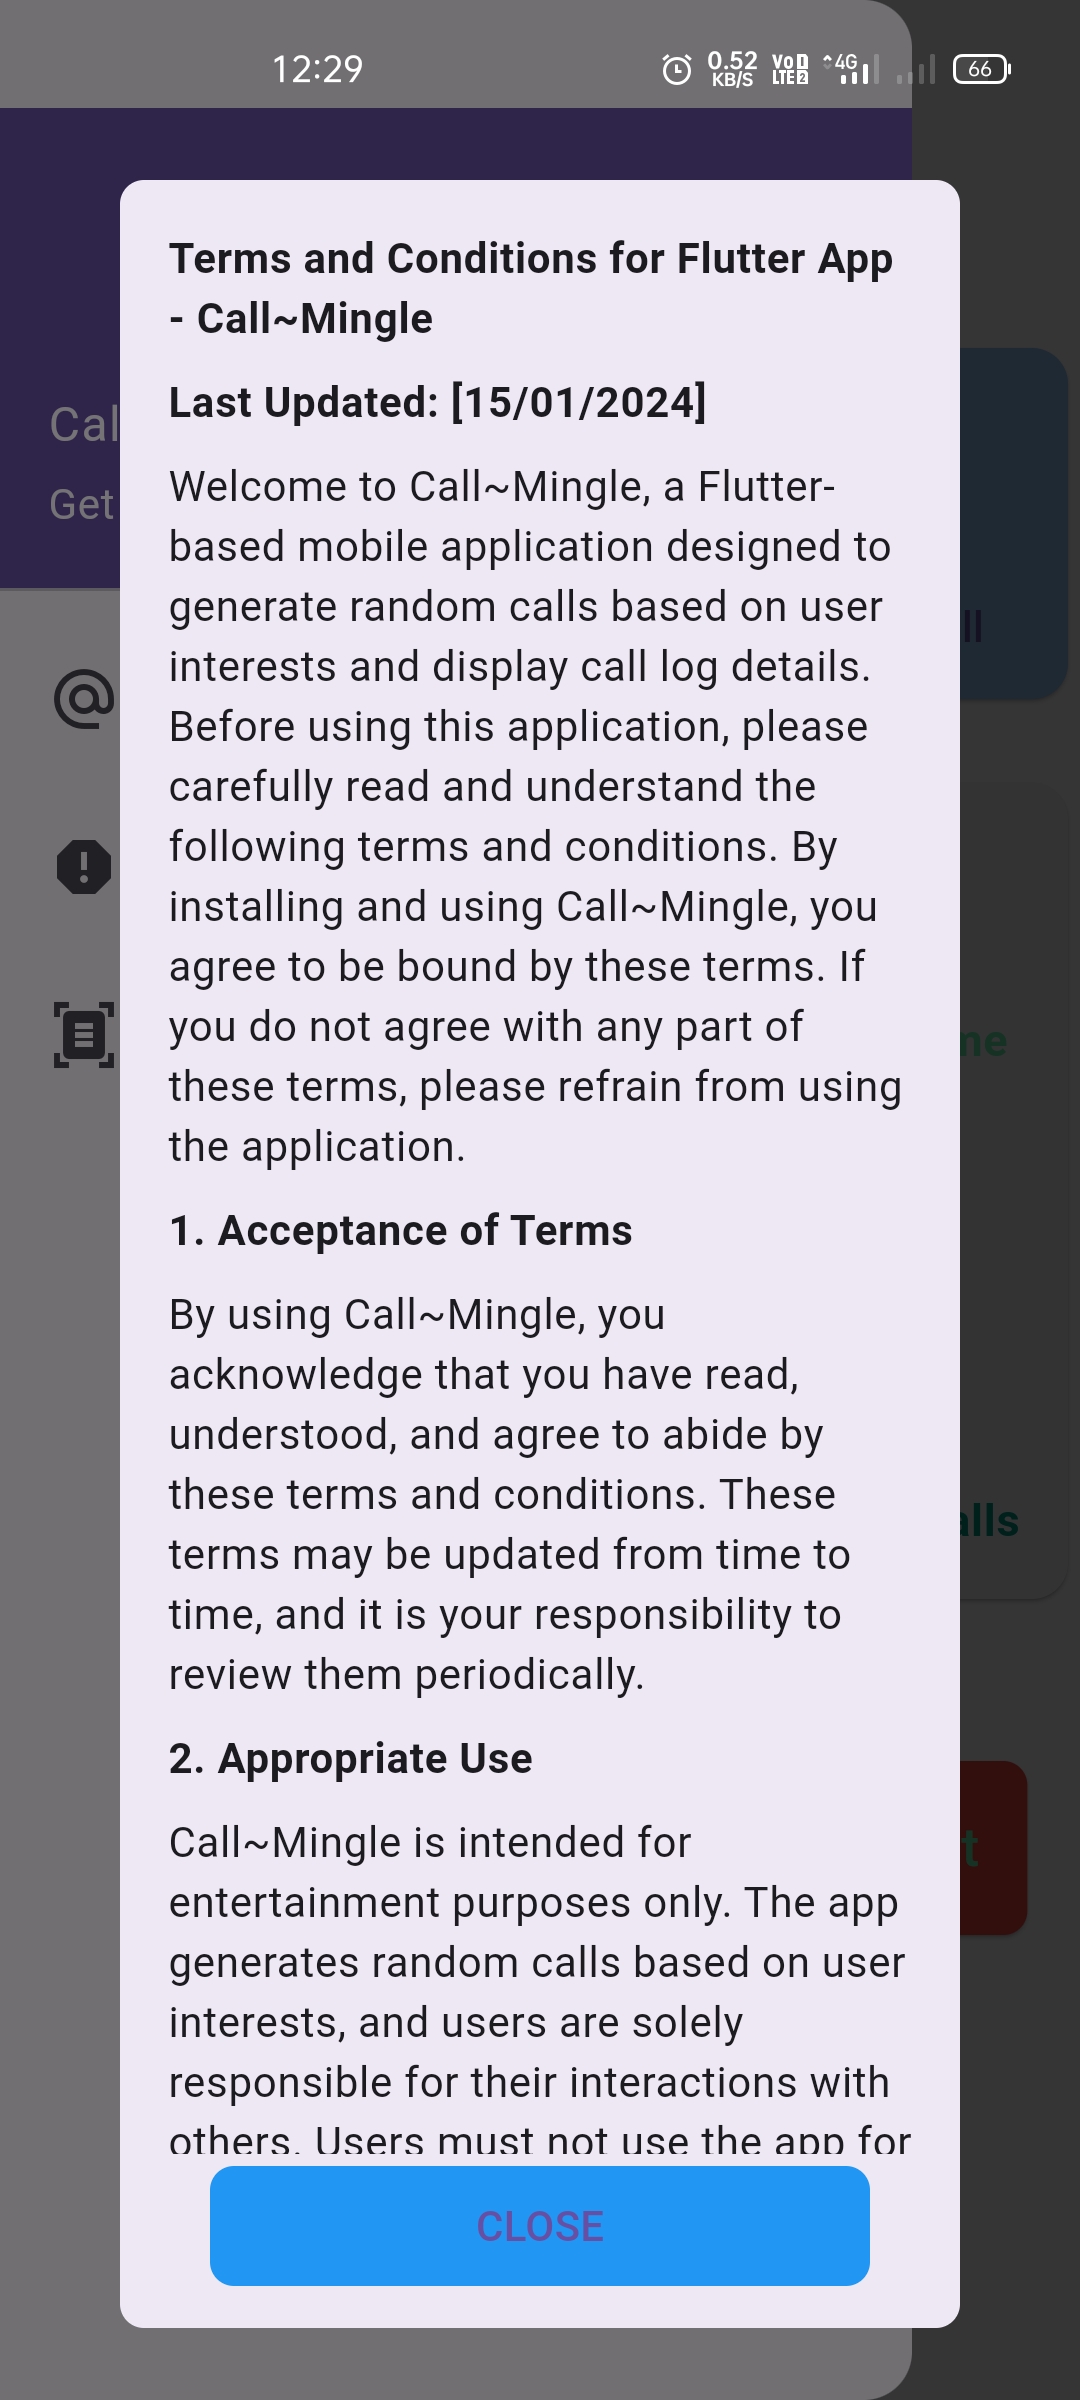 12:29
0.52
KB/S
Vo 1
LTE 2
4G
66
Terms and Conditions for Flutter App
- Call~Mingle
Last Updated: [15/01/2024]
Cal
Get
Welcome to Call~Mingle, a Flutter-
based mobile application designed to
generate random calls based on user
interests and display call log details.
Before using this application, please
carefully read and understand the
following terms and conditions. By
installing and using Call~Mingle, you
agree to be bound by these terms. If
you do not agree with any part of
these terms, please refrain from using
the application.
1. Acceptance of Terms
By using Call~Mingle, you
acknowledge that you have read,
understood, and agree to abide by
these terms and conditions. These
terms may be updated from time to
time, and it is your responsibility to
review them periodically.
2. Appropriate Use
Call~Mingle is intended for
entertainment purposes only. The app
generates random calls based on user
interests, and users are solely
responsible for their interactions with
others. Users must not use the app for
ll
me
alls
t
CLOSE